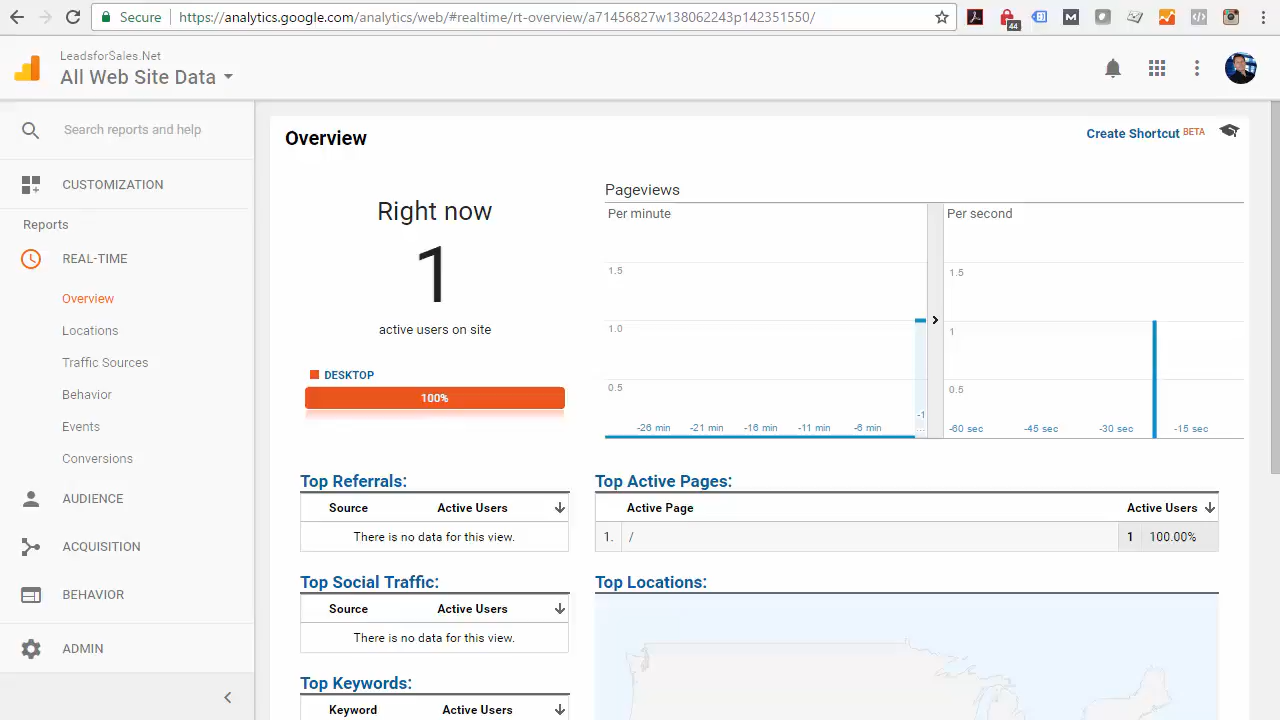 Secure
https://analytics.google.com/analytics/web/#realtime/rt-overview/a71456827w138062243p142351550/
44
LeadsforSales.Net
All Web Site Data
Search reports and help
CUSTOMIZATION
Reports
REAL-TIME
Overview
Locations
Traffic Sources
Behavior
Events
Conversions
AUDIENCE
ACQUISITION
BEHAVIOR
ADMIN
Overview
Create Shortcut BETA
Right now
1
active users on site
DESKTOP
100%
Pageviews
Per minute
1.5
1.0
0.5
-26 min -21 min -16 min -11 min -6 min -1
...
Per second
1.5
1
0.5
-60 sec -45 sec -30 sec -15 sec
Top Referrals:
Source Active Users
There is no data for this view.
Top Active Pages:
Active Page Active Users
1. / 1 100.00%
Top Social Traffic:
Source Active Users
There is no data for this view.
Top Locations:
Top Keywords:
Keyword Active Users